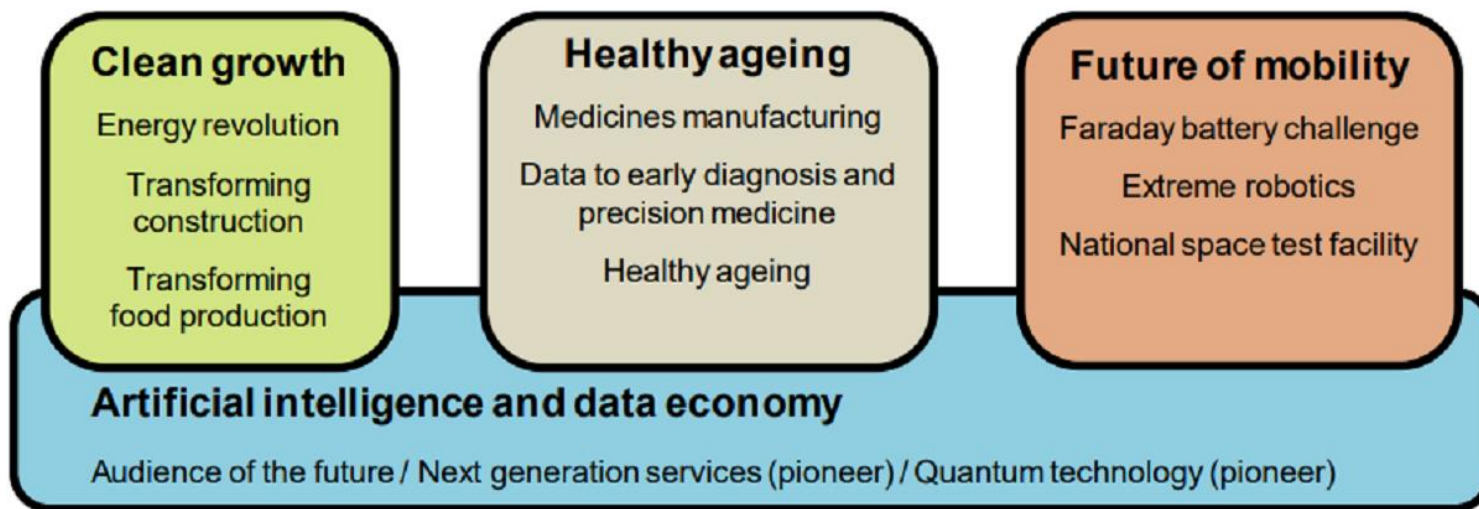 Clean growth
Energy revolution
Transforming
construction
Transforming
food production
Healthy ageing
Medicines manufacturing
Data to early diagnosis and
precision medicine
Healthy ageing
Future of mobility
Faraday battery challenge
Extreme robotics
National space test facility
Artificial intelligence and data economy
Audience of the future / Next generation services (pioneer) / Quantum technology (pioneer)